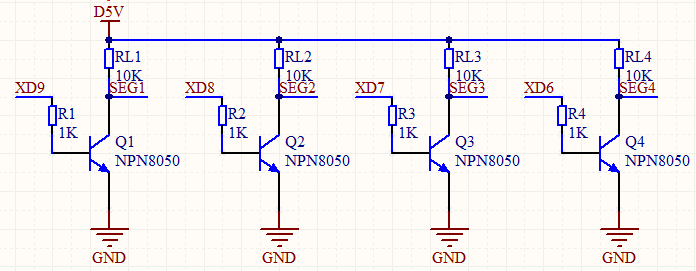 D5V
RL1 RL2 RL3 RL4
10K 10K 10K 10K
XD9 SEG1 XD8 SEG2 XD7 SEG3 XD6 SEG4
R1 R2 R3 R4
1K 1K 1K 1K
Q1 Q2 Q3 Q4
NPN8050 NPN8050 NPN8050 NPN8050
GND GND GND GND